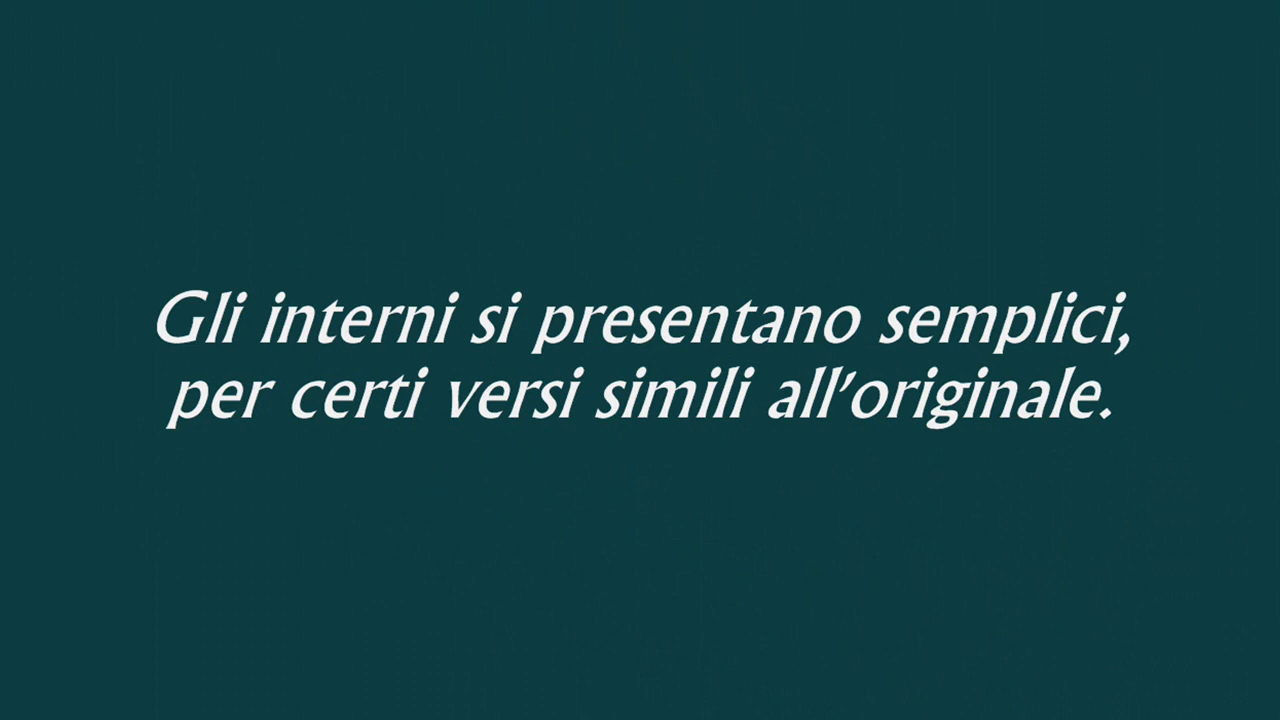 Gli interni si presentano semplici,
per certi versi simili all'originale.